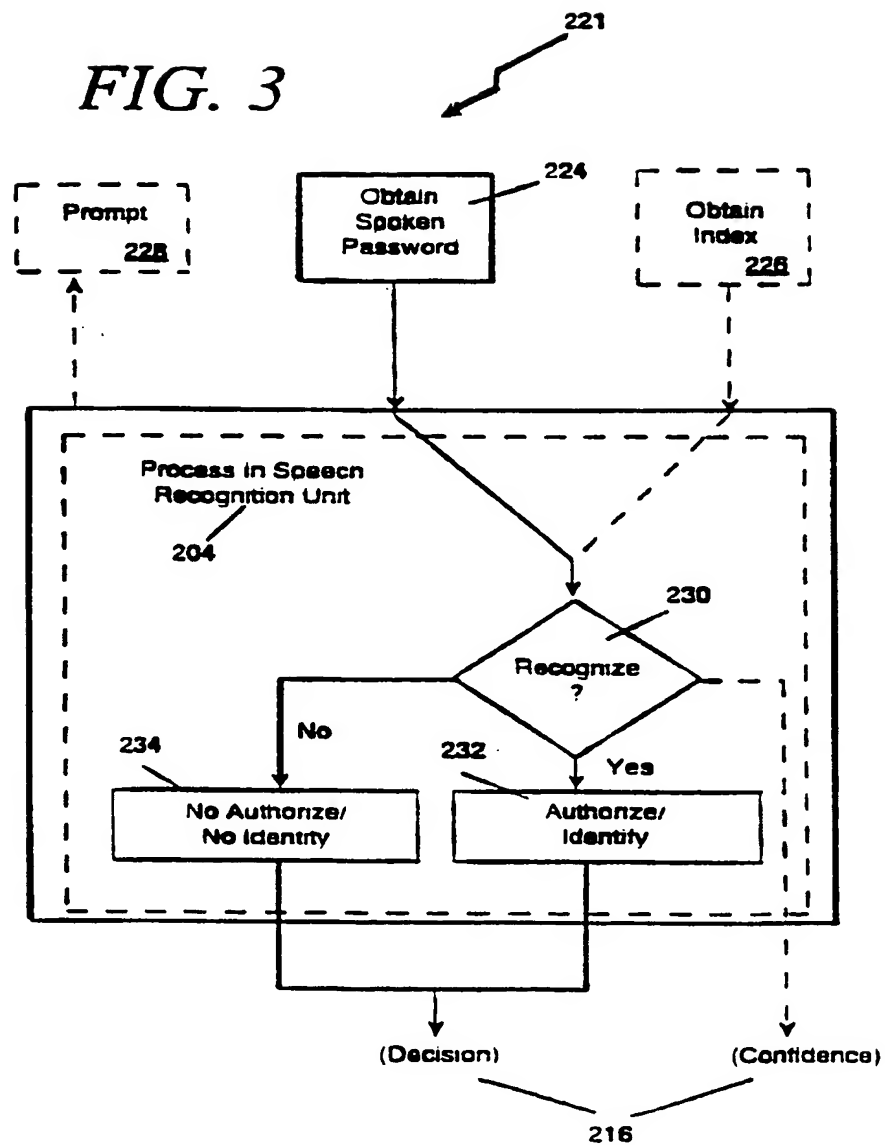 221
FIG. 3
224
Prompt
228
Obtain
Spoken
Password
Obtain
Index
226
Process in Speech
Recognition Unit
204
230
Recognize
?
No
Yes
234
232
No Authorize/
No Identity
Authorize/
Identify
(Decision)
(Confidence)
216